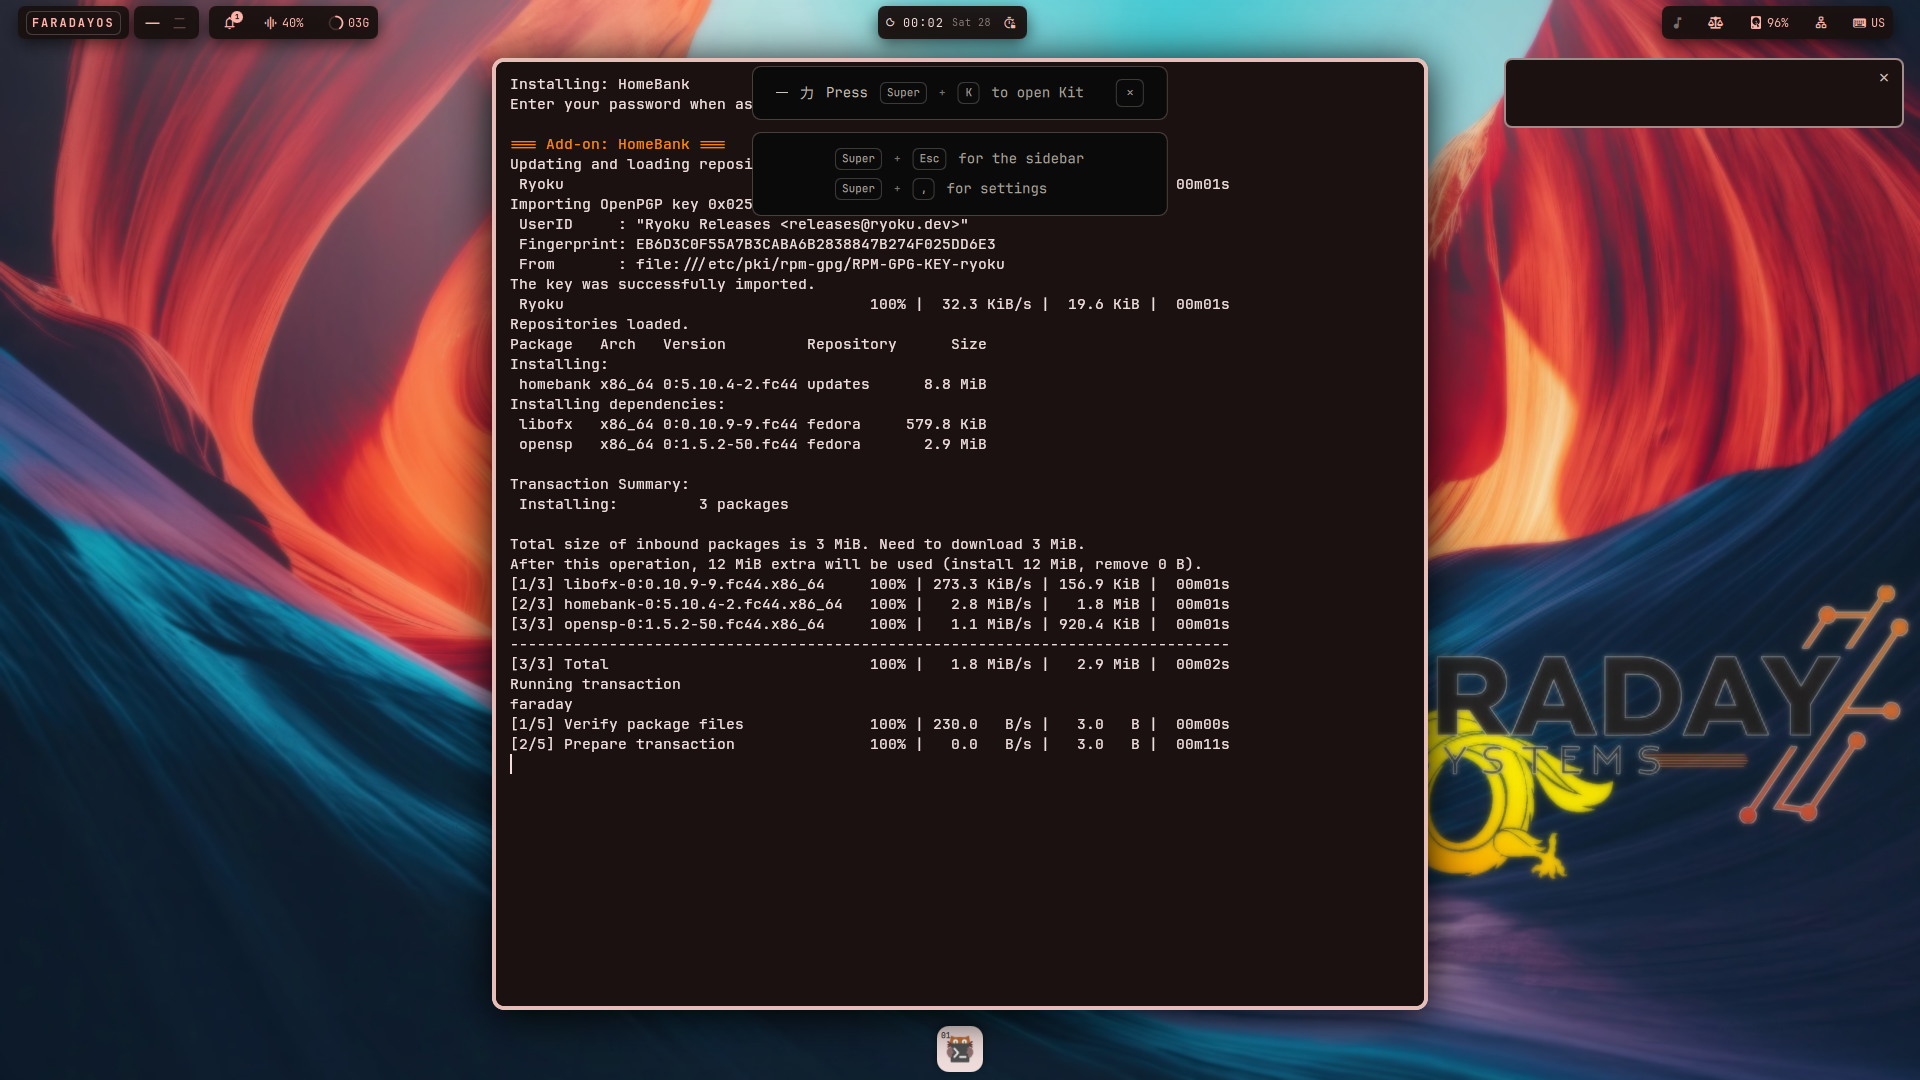 FARADAYOS
一 二
1
40%
03G
00:02 Sat 28
96%
US
Installing: HomeBank
Enter your password when as
一 力 Press Super + K to open Kit ×
Super + Esc for the sidebar
Super + , for settings
×
═══ Add-on: HomeBank ═══
Updating and loading reposi
Ryoku 00m01s
Importing OpenPGP key 0x025
UserID : "Ryoku Releases <releases@ryoku.dev>"
Fingerprint: EB6D3C0F55A7B3CABA6B2838847B274F025DD6E3
From : file:///etc/pki/rpm-gpg/RPM-GPG-KEY-ryoku
The key was successfully imported.
Ryoku 100% | 32.3 KiB/s | 19.6 KiB | 00m01s
Repositories loaded.
Package Arch Version Repository Size
Installing:
homebank x86_64 0:5.10.4-2.fc44 updates 8.8 MiB
Installing dependencies:
libofx x86_64 0:0.10.9-9.fc44 fedora 579.8 KiB
opensp x86_64 0:1.5.2-50.fc44 fedora 2.9 MiB
Transaction Summary:
Installing: 3 packages
Total size of inbound packages is 3 MiB. Need to download 3 MiB.
After this operation, 12 MiB extra will be used (install 12 MiB, remove 0 B).
[1/3] libofx-0:0.10.9-9.fc44.x86_64 100% | 273.3 KiB/s | 156.9 KiB | 00m01s
[2/3] homebank-0:5.10.4-2.fc44.x86_64 100% | 2.8 MiB/s | 1.8 MiB | 00m01s
[3/3] opensp-0:1.5.2-50.fc44.x86_64 100% | 1.1 MiB/s | 920.4 KiB | 00m01s
--------------------------------------------------------------------------------
[3/3] Total 100% | 1.8 MiB/s | 2.9 MiB | 00m02s
Running transaction
faraday
[1/5] Verify package files 100% | 230.0 B/s | 3.0 B | 00m00s
[2/5] Prepare transaction 100% | 0.0 B/s | 3.0 B | 00m11s
RADAY
YSTEMS
01